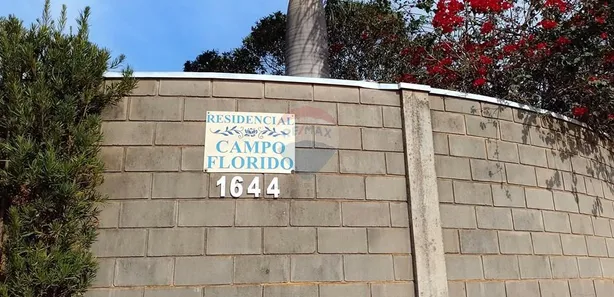 RESIDENCIAL
CAMPO
FLORIDO
1644
RE/MAX